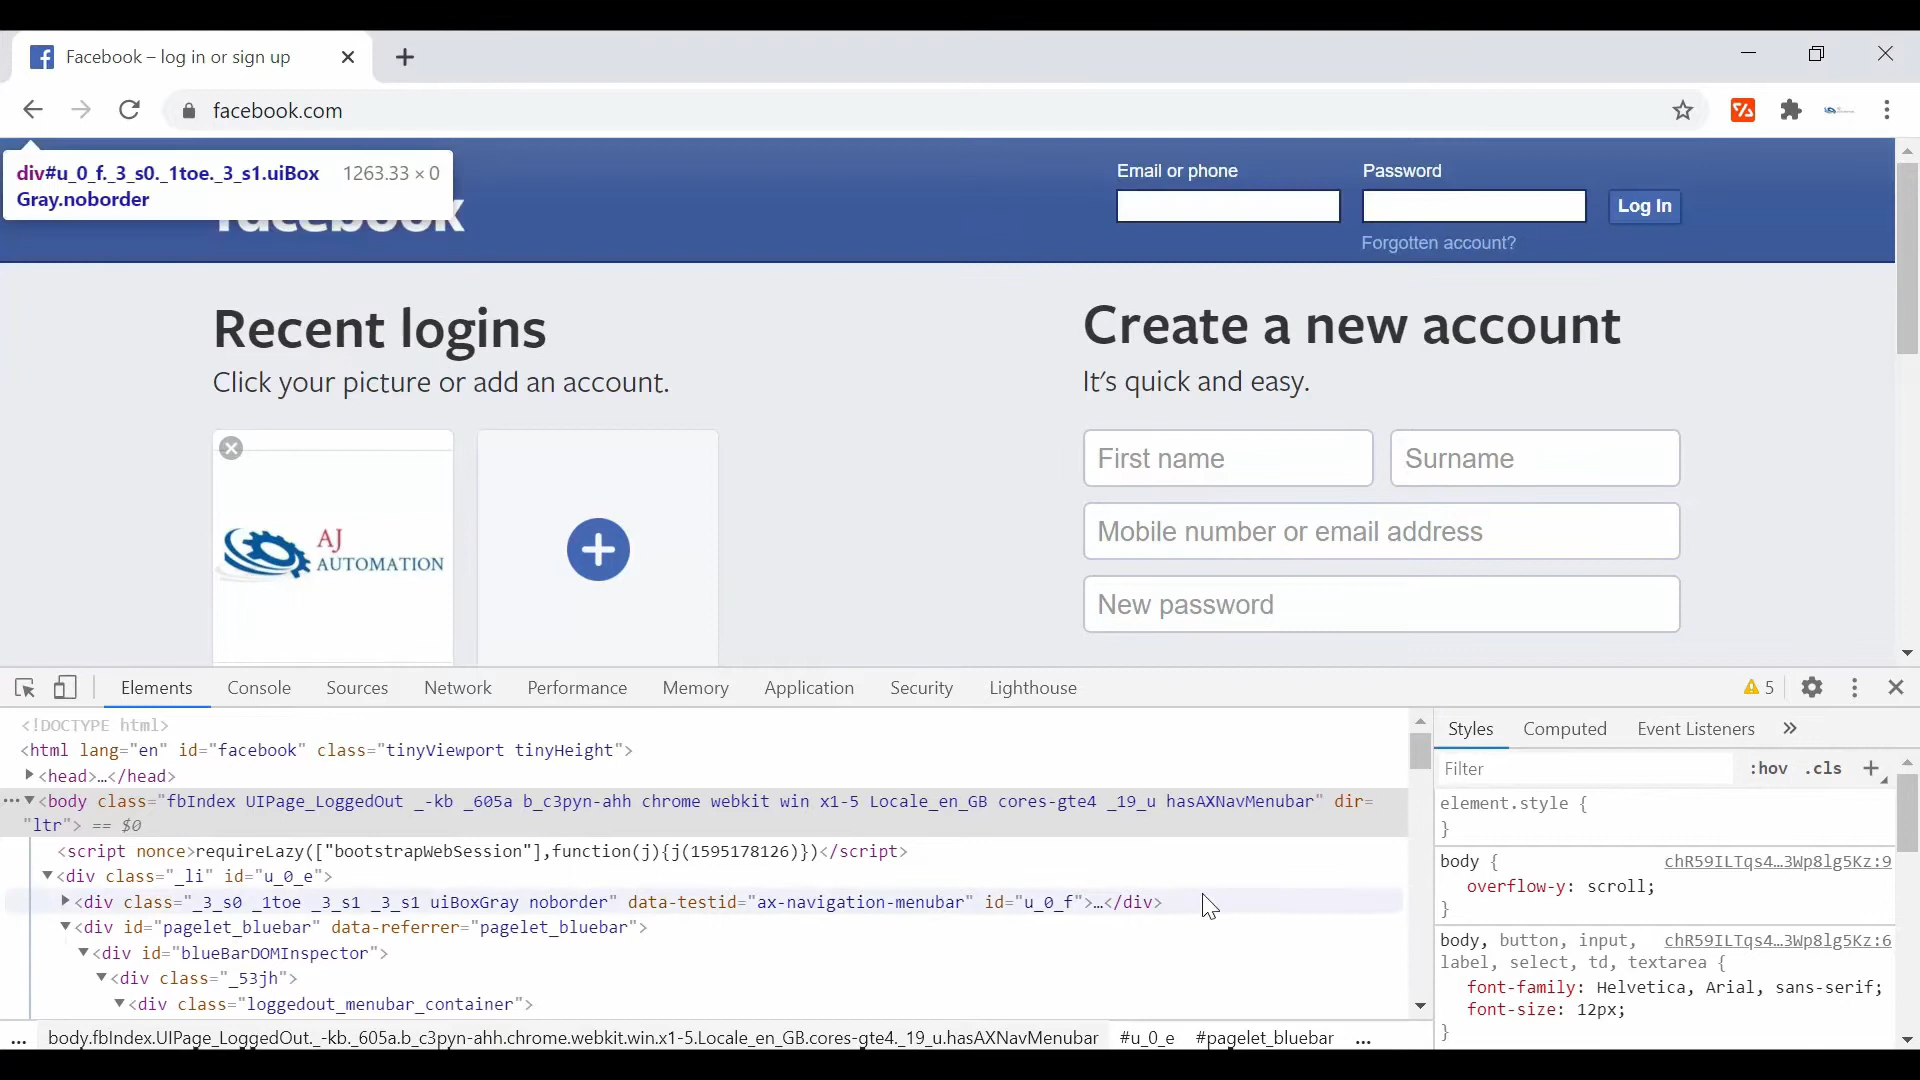 Facebook – log in or sign up
facebook.com
div#u_0_f._3_s0._1toe._3_s1.uiBox 1263.33 × 0
Gray.noborder
facebook
Email or phone
Password
Log In
Forgotten account?
Recent logins
Click your picture or add an account.
AJ
AUTOMATION
Create a new account
It's quick and easy.
First name
Surname
Mobile number or email address
New password
Elements Console Sources Network Performance Memory Application Security Lighthouse 5
<!DOCTYPE html>
<html lang="en" id="facebook" class="tinyViewport tinyHeight">
<head>…</head>
<body class="fbIndex UIPage_LoggedOut _-kb _605a b_c3pyn-ahh chrome webkit win x1-5 Locale_en_GB cores-gte4 _19_u hasAXNavMenubar" dir=
"ltr"> == $0
<script nonce>requireLazy(["bootstrapWebSession"],function(j){j(1595178126)})</script>
<div class="_li" id="u_0_e">
<div class="_3_s0 _1toe _3_s1 _3_s1 uiBoxGray noborder" data-testid="ax-navigation-menubar" id="u_0_f">…</div>
<div id="pagelet_bluebar" data-referrer="pagelet_bluebar">
<div id="blueBarDOMInspector">
<div class="_53jh">
<div class="loggedout_menubar_container">
... body.fbIndex.UIPage_LoggedOut._-kb._605a.b_c3pyn-ahh.chrome.webkit.win.x1-5.Locale_en_GB.cores-gte4._19_u.hasAXNavMenubar #u_0_e #pagelet_bluebar ...
Styles Computed Event Listeners »
Filter :hov .cls +
element.style {
}
body { chR59ILTqs4…3Wp8lg5Kz:9
overflow-y: scroll;
}
body, button, input, chR59ILTqs4…3Wp8lg5Kz:6
label, select, td, textarea {
font-family: Helvetica, Arial, sans-serif;
font-size: 12px;
}